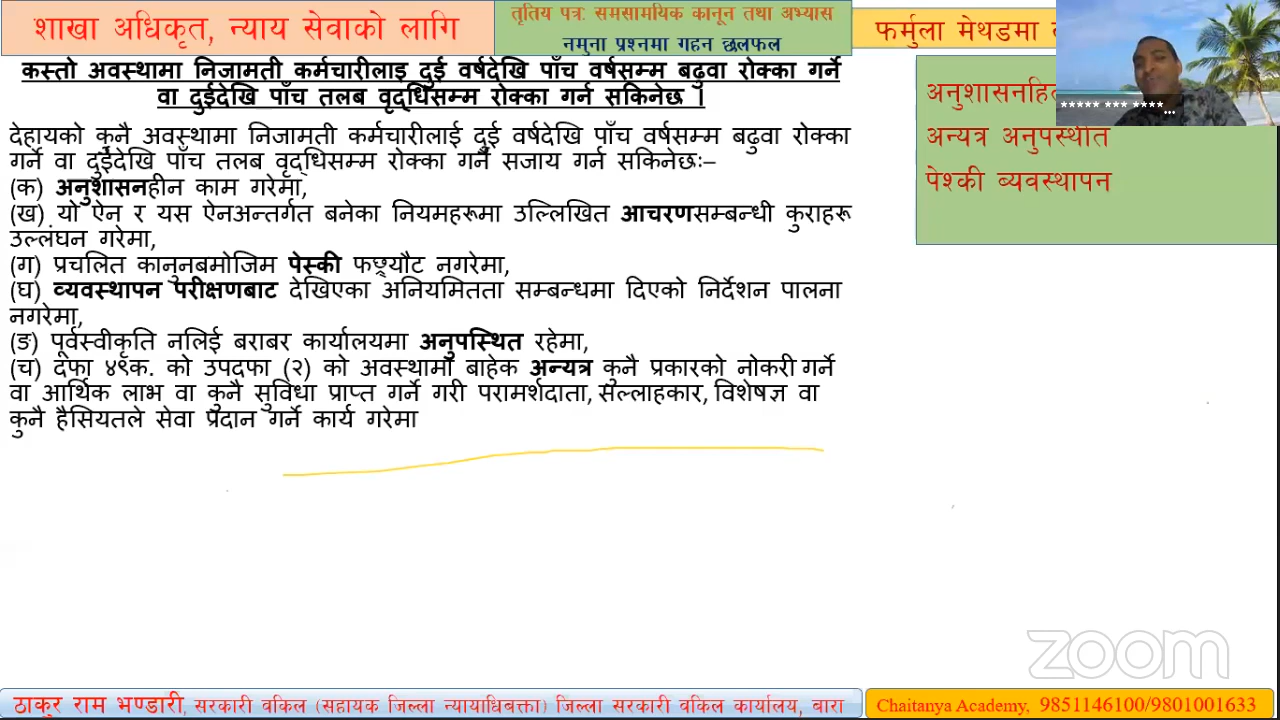 शाखा अधिकृत, न्याय सेवाको लागि
तृतिय पत्रः समसामयिक कानून तथा अभ्यास
नमुना प्रश्नमा गहन छलफल
फर्मुला मेथडमा
कस्तो अवस्थामा निजामती कर्मचारीलाइ दुई वर्षदेखि पाँच वर्षसम्म बढुवा रोक्का गर्ने
वा दुईदेखि पाँच तलब वृद्धिसम्म रोक्का गर्न सकिनेछ ।
देहायको कुनै अवस्थामा निजामती कर्मचारीलाई दुई वर्षदेखि पाँच वर्षसम्म बढुवा रोक्का
गर्ने वा दुईदेखि पाँच तलब वृद्धिसम्म रोक्का गर्ने सजाय गर्न सकिनेछः–
(क) अनुशासनहीन काम गरेमा,
(ख) यो ऐन र यस ऐनअन्तर्गत बनेका नियमहरूमा उल्लिखित आचरणसम्बन्धी कुराहरू
उल्लंघन गरेमा,
(ग) प्रचलित कानुनबमोजिम पेस्की फछ्र्यौट नगरेमा,
(घ) व्यवस्थापन परीक्षणबाट देखिएका अनियमितता सम्बन्धमा दिएको निर्देशन पालना
नगरेमा,
(ङ) पूर्वस्वीकृति नलिई बराबर कार्यालयमा अनुपस्थित रहेमा,
(च) दफा ४९क. को उपदफा (२) को अवस्थामा बाहेक अन्यत्र कुनै प्रकारको नोकरी गर्ने
वा आर्थिक लाभ वा कुनै सुविधा प्राप्त गर्ने गरी परामर्शदाता, सल्लाहकार, विशेषज्ञ वा
कुनै हैसियतले सेवा प्रदान गर्ने कार्य गरेमा
अन्यत्र अनुपस्थीत
पेश्की ब्यवस्थापन
***** *** ****...
zoom
ठाकुर राम भण्डारी, सरकारी वकिल (सहायक जिल्ला न्यायाधिबक्ता) जिल्ला सरकारी वकिल कार्यालय, बारा
Chaitanya Academy, 9851146100/9801001633